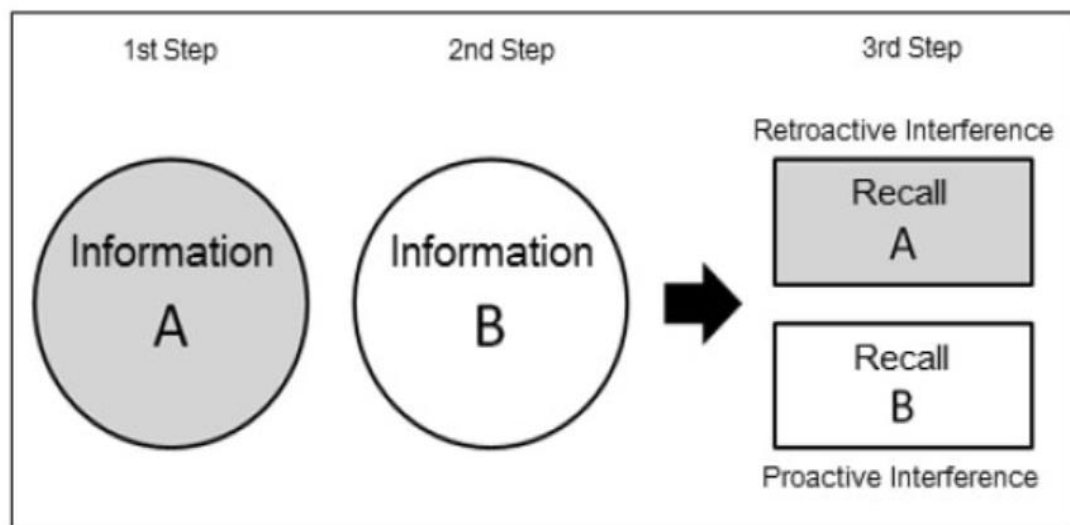 1st Step
2nd Step
3rd Step
Information
A
Information
B
Retroactive Interference
Recall
A
Recall
B
Proactive Interference